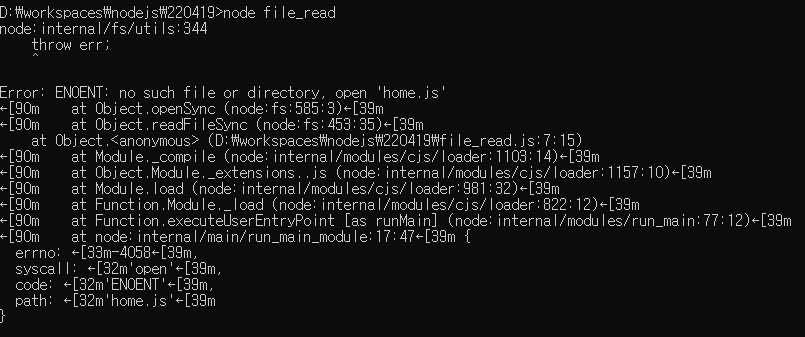 D:₩workspaces₩nodejs₩220419>node file_read
node:internal/fs/utils:344
    throw err;
    ^

Error: ENOENT: no such file or directory, open 'home.js'
←[90m    at Object.openSync (node:fs:585:3)←[39m
←[90m    at Object.readFileSync (node:fs:453:35)←[39m
    at Object.<anonymous> (D:₩workspaces₩nodejs₩220419₩file_read.js:7:15)
←[90m    at Module._compile (node:internal/modules/cjs/loader:1103:14)←[39m
←[90m    at Object.Module._extensions..js (node:internal/modules/cjs/loader:1157:10)←[39m
←[90m    at Module.load (node:internal/modules/cjs/loader:981:32)←[39m
←[90m    at Function.Module._load (node:internal/modules/cjs/loader:822:12)←[39m
←[90m    at Function.executeUserEntryPoint [as runMain] (node:internal/modules/run_main:77:12)←[39m
←[90m    at node:internal/main/run_main_module:17:47←[39m {
  errno: ←[33m-4058←[39m,
  syscall: ←[32m'open'←[39m,
  code: ←[32m'ENOENT'←[39m,
  path: ←[32m'home.js'←[39m
}